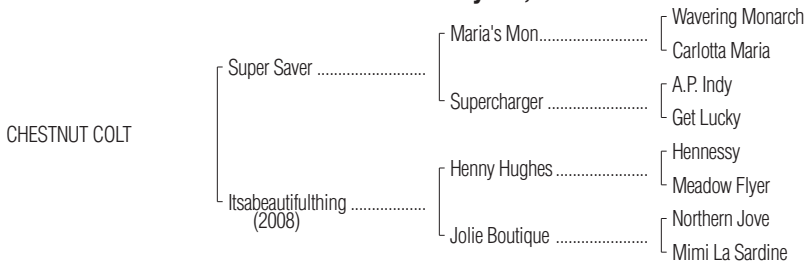 Wavering Monarch
Maria's Mon
Carlotta Maria
Super Saver
A.P. Indy
Supercharger
Get Lucky
CHESTNUT COLT
Hennessy
Henny Hughes
Meadow Flyer
Itsabeautifulthing
(2008)
Northern Jove
Jolie Boutique
Mimi La Sardine